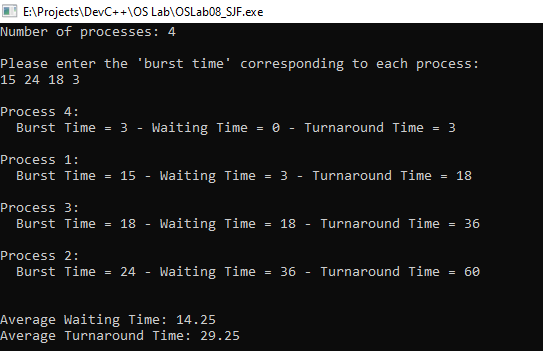 E:\Projects\DevC++\OS Lab\OSLab08_SJF.exe
Number of processes: 4
Please enter the 'burst time' corresponding to each process:
15 24 18 3
Process 4:
Burst Time = 3 - Waiting Time = 0 - Turnaround Time = 3
Process 1:
Burst Time = 15 - Waiting Time = 3 - Turnaround Time = 18
Process 3:
Burst Time = 18 - Waiting Time = 18 - Turnaround Time = 36
Process 2:
Burst Time = 24 - Waiting Time = 36 - Turnaround Time = 60
Average Waiting Time: 14.25
Average Turnaround Time: 29.25